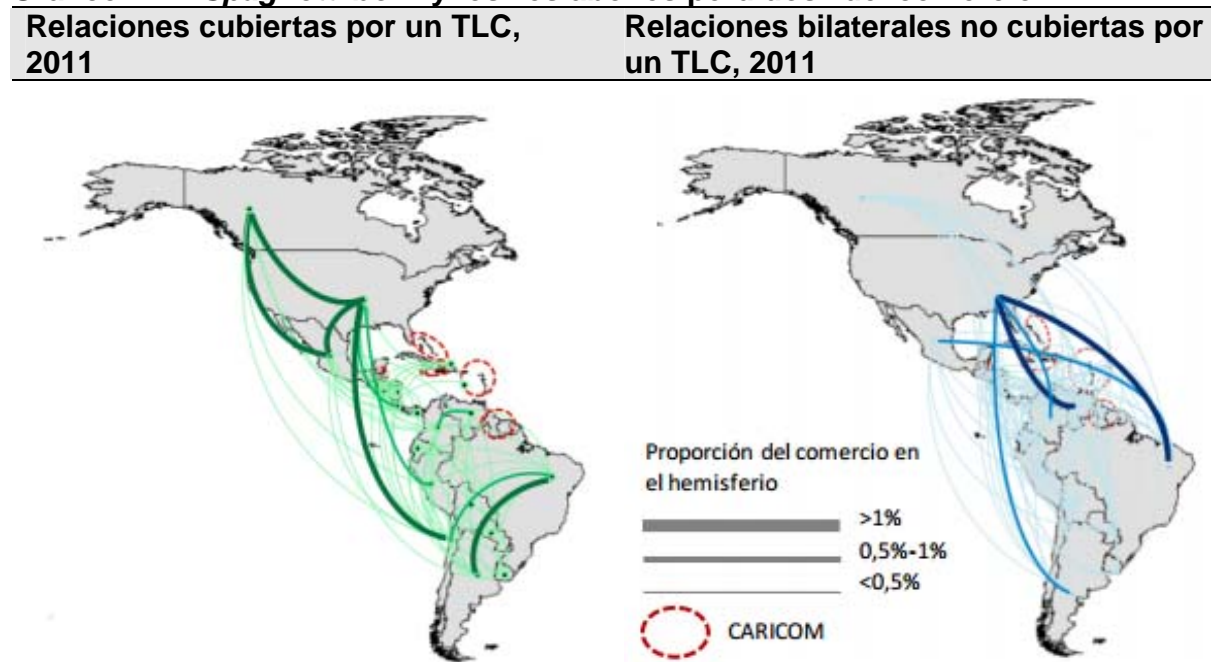 Relaciones cubiertas por un TLC,
2011
Relaciones bilaterales no cubiertas por
un TLC, 2011
Proporción del comercio en
el hemisferio
>1%
0,5%-1%
<0,5%
CARICOM